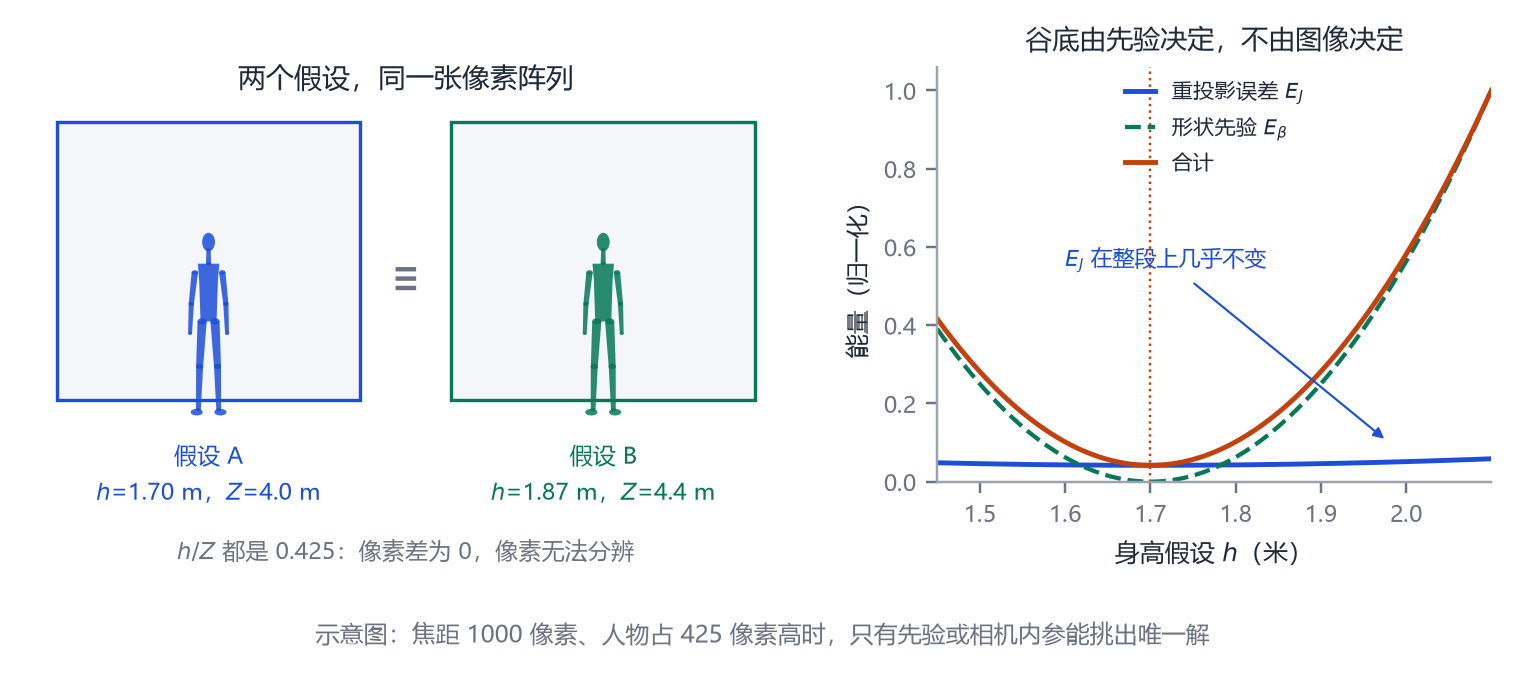 两个假设，同一张像素阵列
≡
假设 A
h=1.70 m，Z=4.0 m
假设 B
h=1.87 m，Z=4.4 m
h/Z 都是 0.425：像素差为 0，像素无法分辨
谷底由先验决定，不由图像决定
重投影误差 E_J
形状先验 E_β
合计
E_J 在整段上几乎不变
能量（归一化）
1.0
0.8
0.6
0.4
0.2
0.0
1.5
1.6
1.7
1.8
1.9
2.0
身高假设 h（米）
示意图：焦距 1000 像素、人物占 425 像素高时，只有先验或相机内参能挑出唯一解